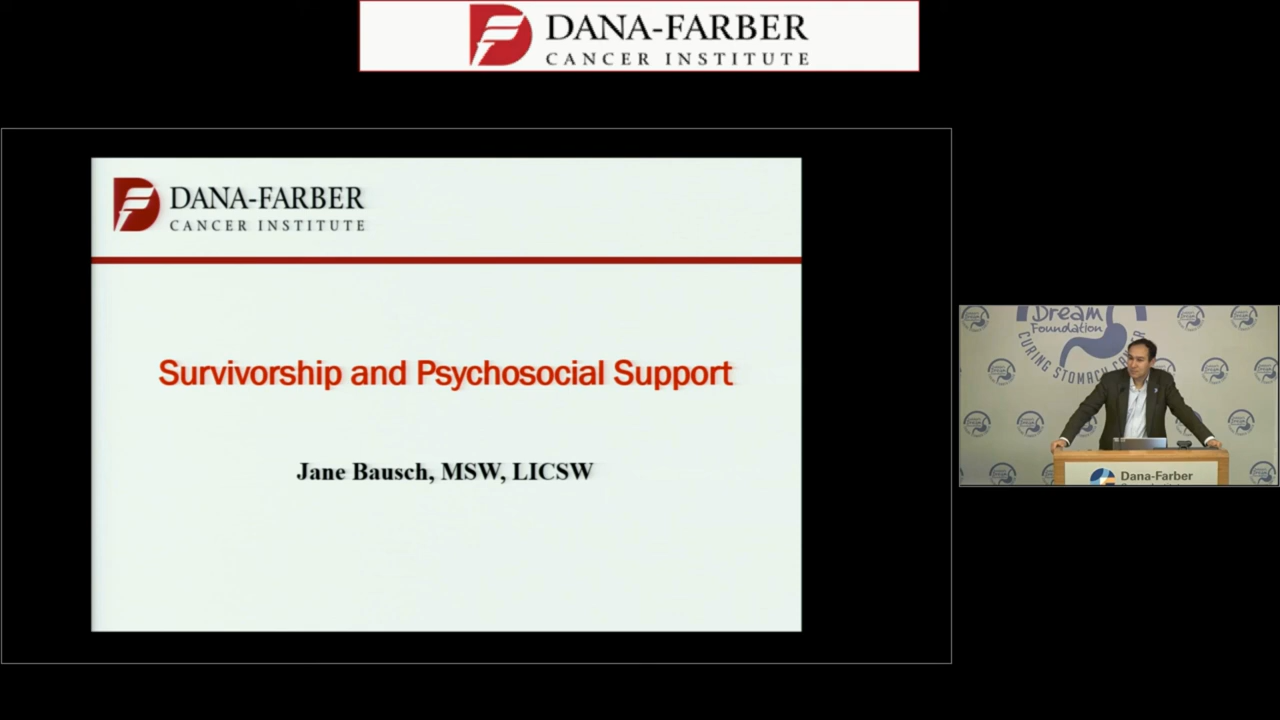 DANA-FARBER
CANCER INSTITUTE
DANA-FARBER
CANCER INSTITUTE
Survivorship and Psychosocial Support
Jane Bausch, MSW, LICSW
Dream
Foundation
CURING STOMACH
Dana-Farber